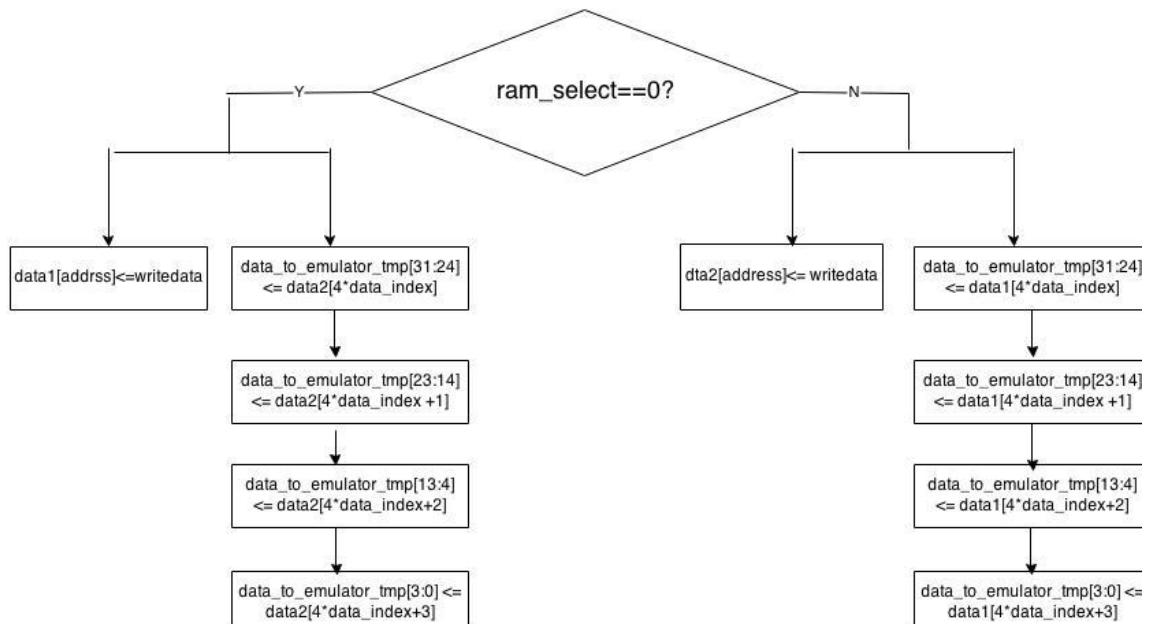 ram_select==0?
Y
N
data1[addrss]<=writedata
data_to_emulator_tmp[31:24]
<= data2[4*data_index]
dta2[address]<= writedata
data_to_emulator_tmp[31:24]
<= data1[4*data_index]
data_to_emulator_tmp[23:14]
<= data2[4*data_index +1]
data_to_emulator_tmp[23:14]
<= data1[4*data_index +1]
data_to_emulator_tmp[13:4]
<= data2[4*data_index+2]
data_to_emulator_tmp[13:4]
<= data1[4*data_index+2]
data_to_emulator_tmp[3:0] <=
data2[4*data_index+3]
data_to_emulator_tmp[3:0] <=
data1[4*data_index+3]